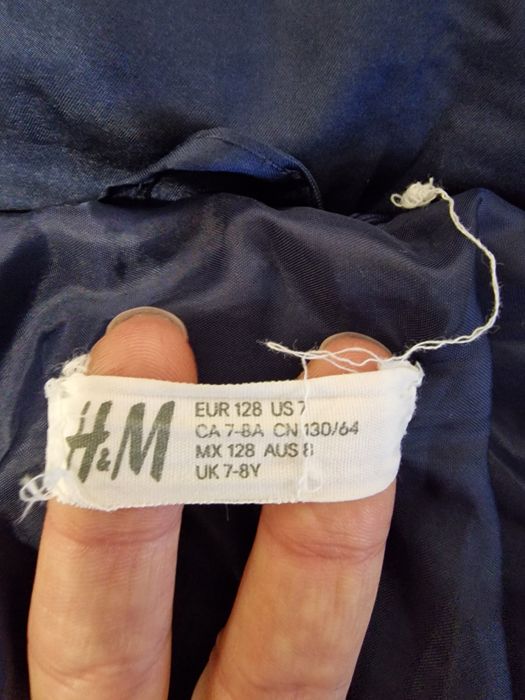 H&M
EUR 128 US 7
CA 7-8A CN 130/64
MX 128 AUS 8
UK 7-8Y